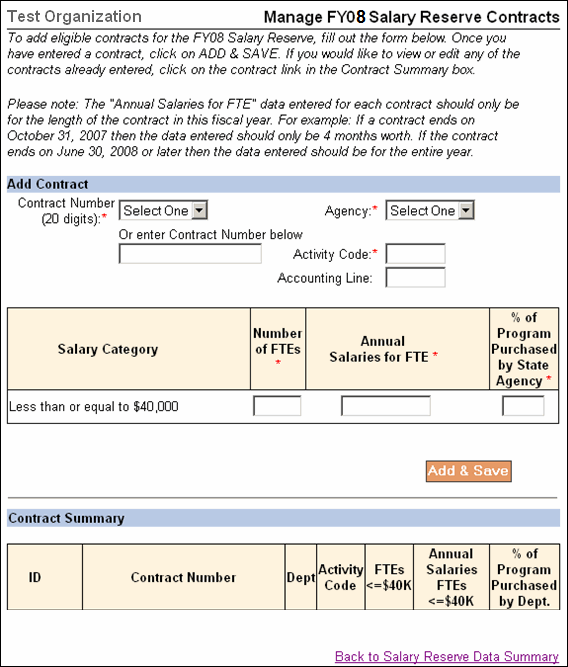 Test Organization
Manage FY08 Salary Reserve Contracts
To add eligible contracts for the FY08 Salary Reserve, fill out the form below. Once you
have entered a contract, click on ADD & SAVE. If you would like to view or edit any of the
contracts already entered, click on the contract link in the Contract Summary box.
Please note: The "Annual Salaries for FTE" data entered for each contract should only be
for the length of the contract in this fiscal year. For example: If a contract ends on
October 31, 2007 then the data entered should only be 4 months worth. If the contract
ends on June 30, 2008 or later then the data entered should be for the entire year.
Add Contract
Contract Number
(20 digits):*
Select One
Agency:*
Select One
Or enter Contract Number below
Activity Code:*
Accounting Line:
Salary Category
Number
of FTEs
*
Annual
Salaries for FTE *
% of
Program
Purchased
by State
Agency *
Less than or equal to $40,000
Add & Save
Contract Summary
ID
Contract Number
Dept
Activity
Code
FTEs
<=$40K
Annual
Salaries
FTEs
<=$40K
% of
Program
Purchased
by Dept.
Back to Salary Reserve Data Summary